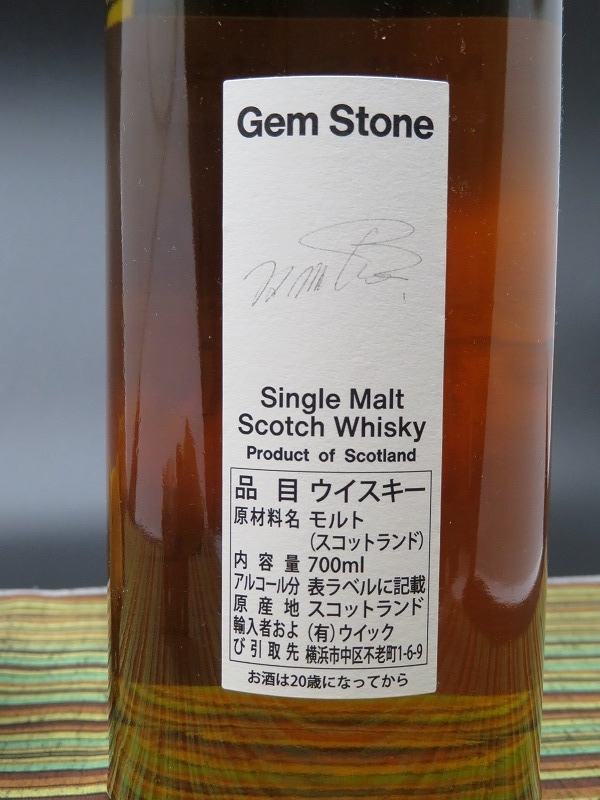 Gem Stone
Single Malt
Scotch Whisky
Product of Scotland
品目 ウイスキー
原材料名 モルト
(スコットランド)
内容量 700ml
アルコール分 表ラベルに記載
原産地 スコットランド
輸入者およ (有)ウイック
び引取先 横浜市中区不老町1-6-9
お酒は20歳になってから